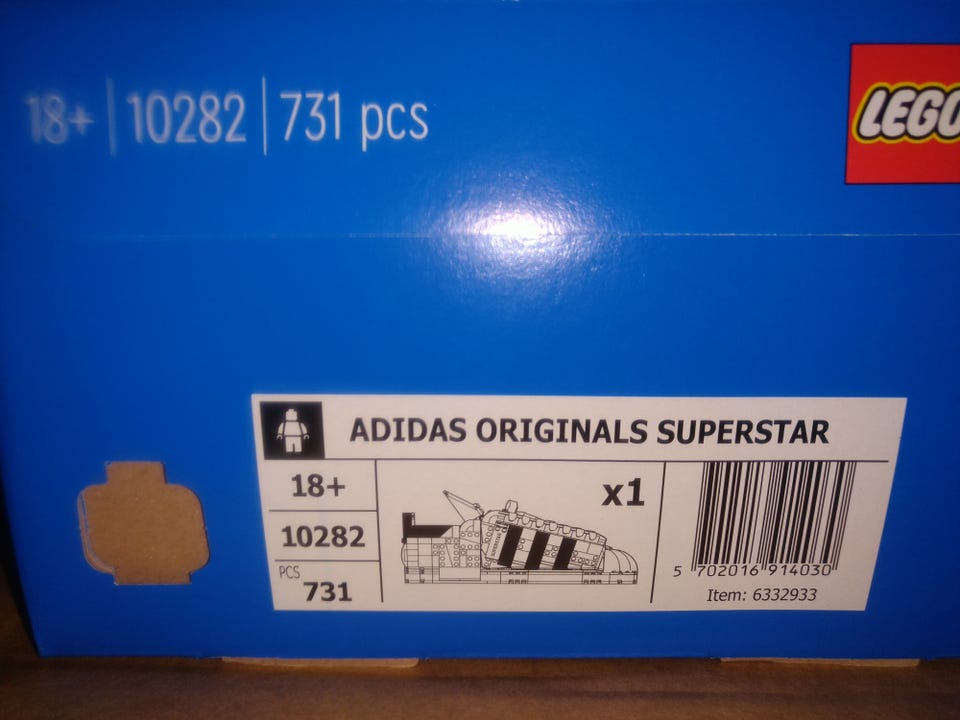 18+ | 10282 | 731 pcs
LEGO
ADIDAS ORIGINALS SUPERSTAR
18+
10282
PCS
731
x1
5 702016 914030
Item: 6332933